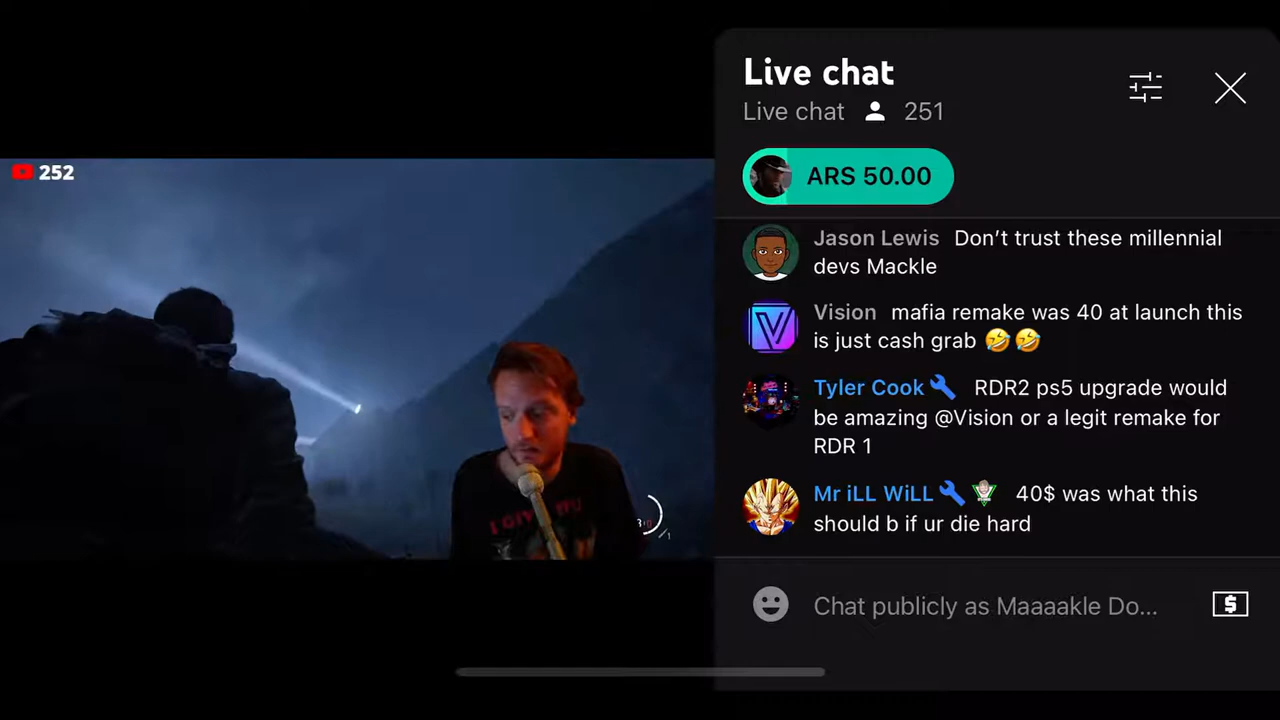 Live chat
Live chat 251
252
ARS 50.00
Jason Lewis Don’t trust these millennial
devs Mackle
Vision mafia remake was 40 at launch this
is just cash grab 🤣🤣
Tyler Cook RDR2 ps5 upgrade would
be amazing @Vision or a legit remake for
RDR 1
Mr iLL WiLL 40$ was what this
should b if ur die hard
I GIVE YOU
Chat publicly as Maaaakle Do...